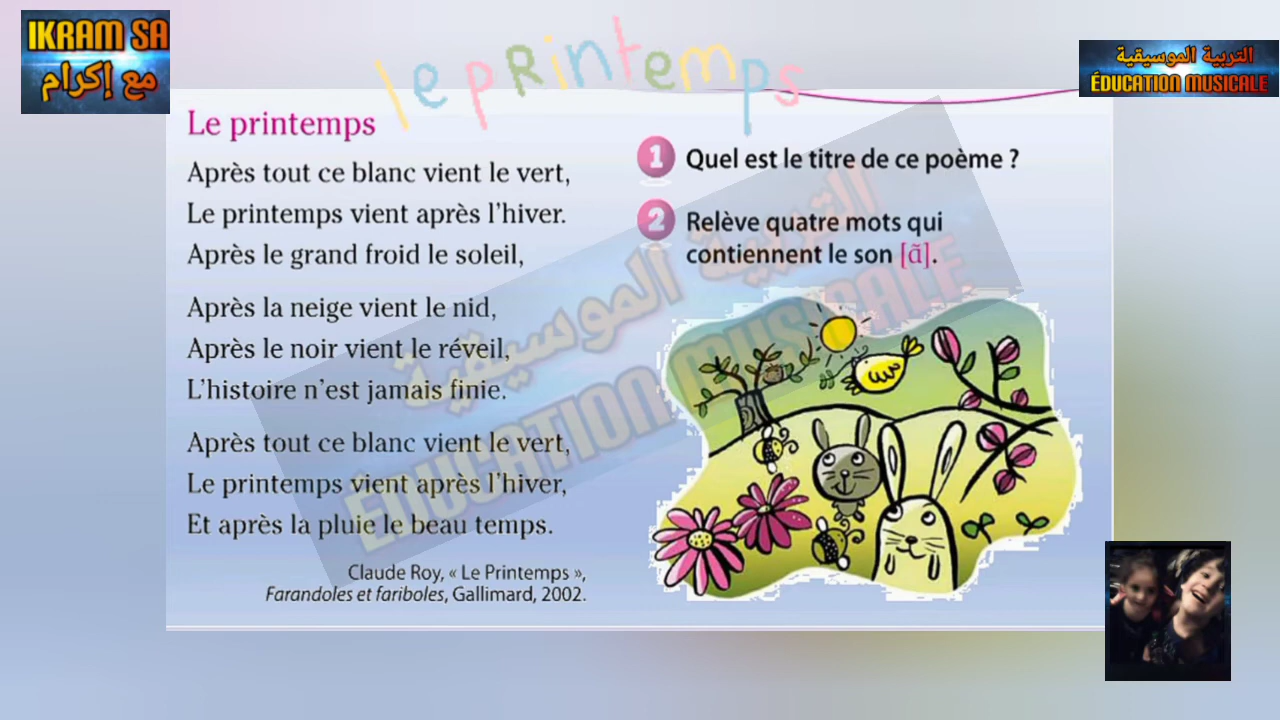 IKRAM SA
مع إكرام
le printemps
التربية الموسيقية
ÉDUCATION MUSICALE
Le printemps
Après tout ce blanc vient le vert,
Le printemps vient après l'hiver.
Après le grand froid le soleil,
Après la neige vient le nid,
Après le noir vient le réveil,
L'histoire n'est jamais finie.
Après tout ce blanc vient le vert,
Le printemps vient après l'hiver,
Et après la pluie le beau temps.
Claude Roy, « Le Printemps »,
Farandoles et fariboles, Gallimard, 2002.
1 Quel est le titre de ce poème ?
2 Relève quatre mots qui
contiennent le son [ɑ̃].
التربية الموسيقية
ÉDUCATION MUSICALE